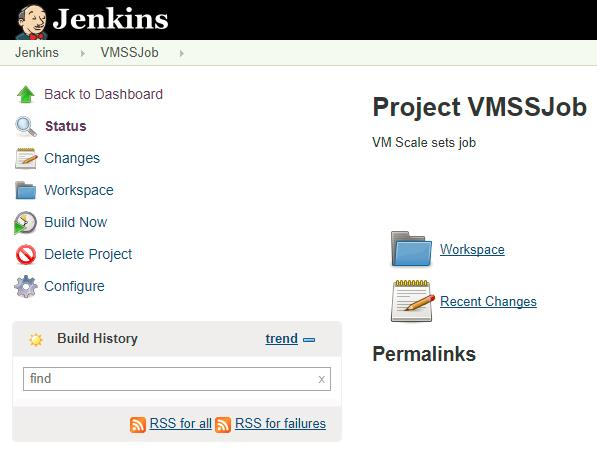 Jenkins
Jenkins VMSSJob
Back to Dashboard
Status
Changes
Workspace
Build Now
Delete Project
Configure
Build History trend
find x
RSS for all RSS for failures
Project VMSSJob
VM Scale sets job
Workspace
Recent Changes
Permalinks